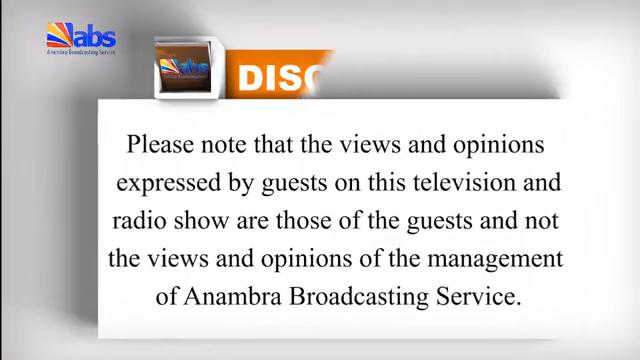 abs
Anambra Broadcasting Service
abs
DISC
Please note that the views and opinions
expressed by guests on this television and
radio show are those of the guests and not
the views and opinions of the management
of Anambra Broadcasting Service.